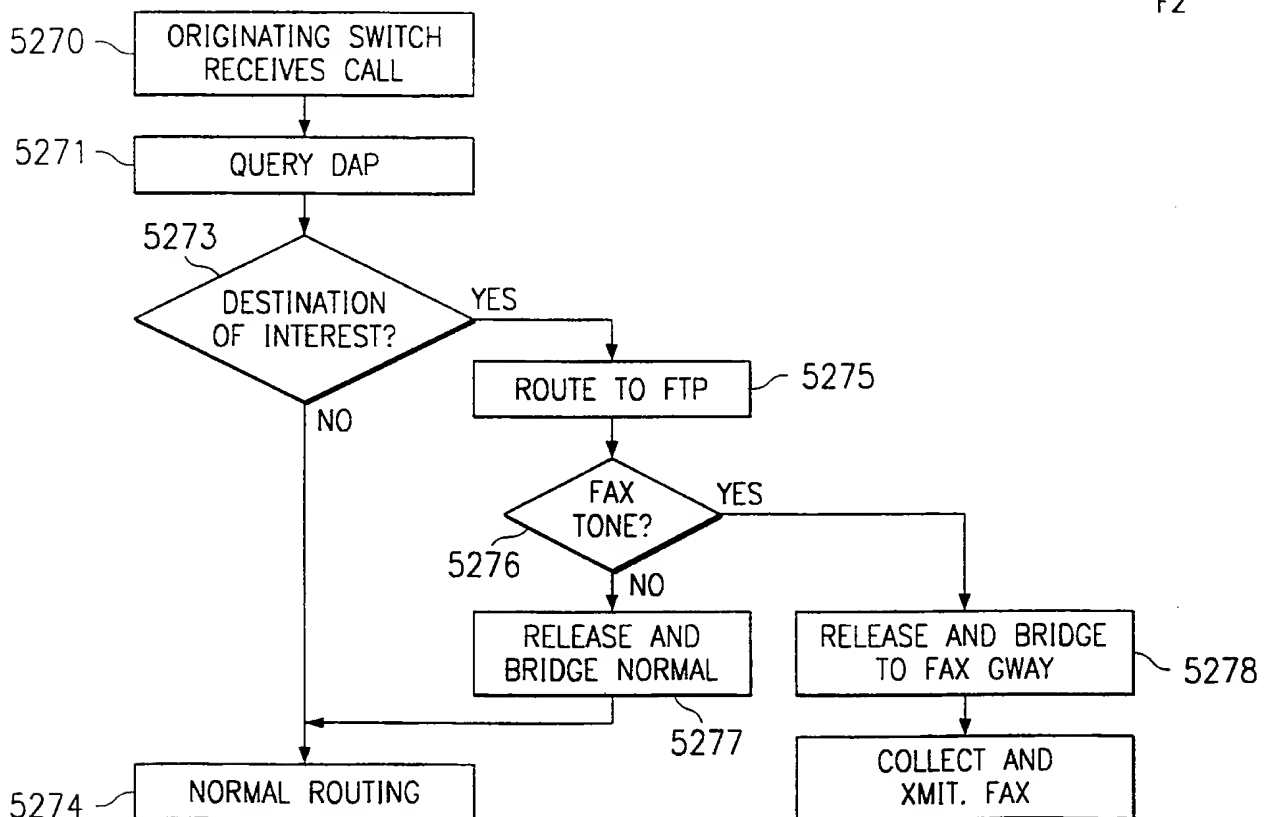 F2
5270
ORIGINATING SWITCH
RECEIVES CALL
5271
QUERY DAP
5273
DESTINATION
OF INTEREST?
YES
NO
ROUTE TO FTP
5275
FAX
TONE?
YES
5276
NO
RELEASE AND
BRIDGE NORMAL
5277
RELEASE AND BRIDGE
TO FAX GWAY
5278
5274
NORMAL ROUTING
COLLECT AND
XMIT. FAX